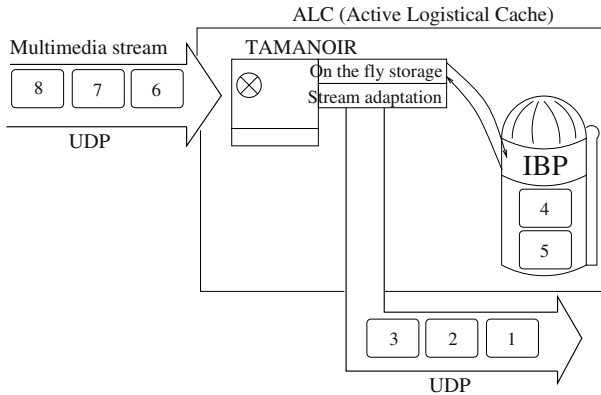 ALC (Active Logistical Cache)
Multimedia stream
TAMANOIR
On the fly storage
Stream adaptation
8 7 6
UDP
IBP
4
5
3 2 1
UDP